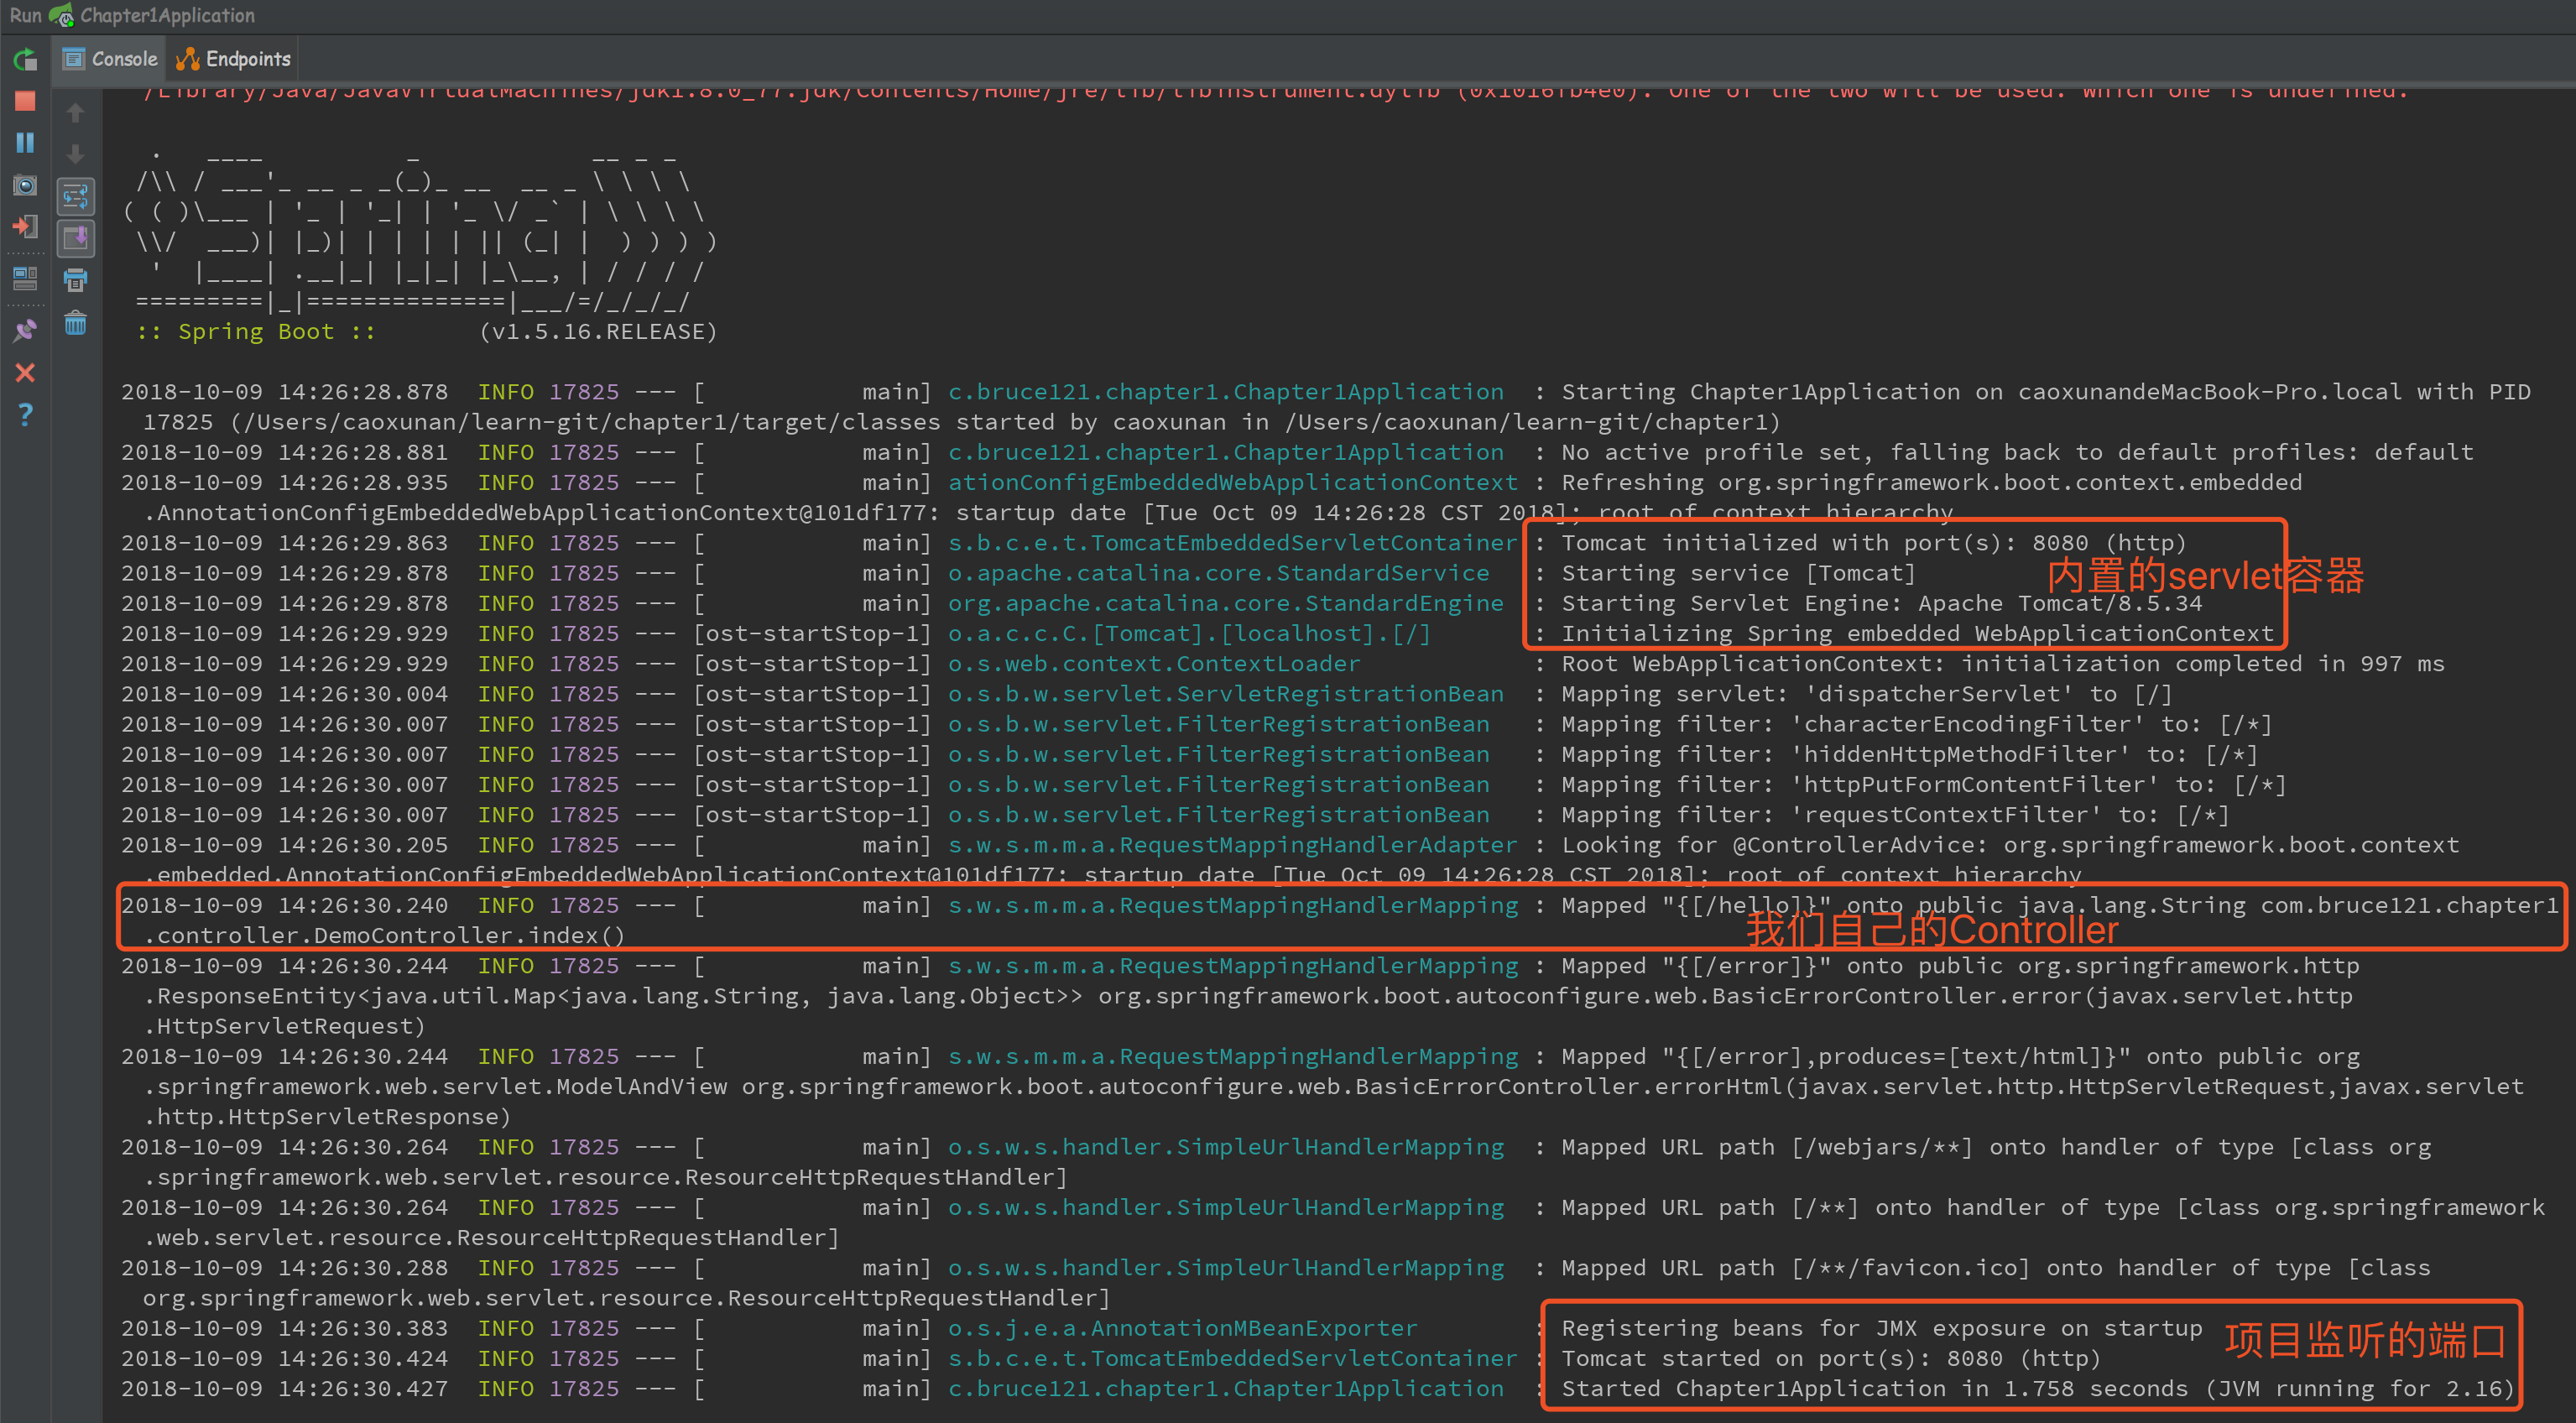 Run Chapter1Application
Console Endpoints
/Library/Java/JavaVirtualMachines/jdk1.8.0_77.jdk/Contents/Home/jre/lib/libinstrument.dylib (0x1016fb4e0). One of the two will be used. Which one is undefined.
  .   ____          _            __ _ _
 /\\ / ___'_ __ _ _(_)_ __  __ _ \ \ \ \
( ( )\___ | '_ | '_| | '_ \/ _` | \ \ \ \
 \\/  ___)| |_)| | | | | || (_| |  ) ) ) )
  '  |____| .__|_| |_|_| |_\__, | / / / /
 =========|_|==============|___/=/_/_/_/
 :: Spring Boot ::        (v1.5.16.RELEASE)
2018-10-09 14:26:28.878  INFO 17825 --- [           main] c.bruce121.chapter1.Chapter1Application  : Starting Chapter1Application on caoxunandeMacBook-Pro.local with PID
17825 (/Users/caoxunan/learn-git/chapter1/target/classes started by caoxunan in /Users/caoxunan/learn-git/chapter1)
2018-10-09 14:26:28.881  INFO 17825 --- [           main] c.bruce121.chapter1.Chapter1Application  : No active profile set, falling back to default profiles: default
2018-10-09 14:26:28.935  INFO 17825 --- [           main] ationConfigEmbeddedWebApplicationContext : Refreshing org.springframework.boot.context.embedded
.AnnotationConfigEmbeddedWebApplicationContext@101df177: startup date [Tue Oct 09 14:26:28 CST 2018]; root of context hierarchy
2018-10-09 14:26:29.863  INFO 17825 --- [           main] s.b.c.e.t.TomcatEmbeddedServletContainer : Tomcat initialized with port(s): 8080 (http)
2018-10-09 14:26:29.878  INFO 17825 --- [           main] o.apache.catalina.core.StandardService   : Starting service [Tomcat]
内置的servlet容器
2018-10-09 14:26:29.878  INFO 17825 --- [           main] org.apache.catalina.core.StandardEngine  : Starting Servlet Engine: Apache Tomcat/8.5.34
2018-10-09 14:26:29.929  INFO 17825 --- [ost-startStop-1] o.a.c.c.C.[Tomcat].[localhost].[/]       : Initializing Spring embedded WebApplicationContext
2018-10-09 14:26:29.929  INFO 17825 --- [ost-startStop-1] o.s.web.context.ContextLoader            : Root WebApplicationContext: initialization completed in 997 ms
2018-10-09 14:26:30.004  INFO 17825 --- [ost-startStop-1] o.s.b.w.servlet.ServletRegistrationBean  : Mapping servlet: 'dispatcherServlet' to [/]
2018-10-09 14:26:30.007  INFO 17825 --- [ost-startStop-1] o.s.b.w.servlet.FilterRegistrationBean   : Mapping filter: 'characterEncodingFilter' to: [/*]
2018-10-09 14:26:30.007  INFO 17825 --- [ost-startStop-1] o.s.b.w.servlet.FilterRegistrationBean   : Mapping filter: 'hiddenHttpMethodFilter' to: [/*]
2018-10-09 14:26:30.007  INFO 17825 --- [ost-startStop-1] o.s.b.w.servlet.FilterRegistrationBean   : Mapping filter: 'httpPutFormContentFilter' to: [/*]
2018-10-09 14:26:30.007  INFO 17825 --- [ost-startStop-1] o.s.b.w.servlet.FilterRegistrationBean   : Mapping filter: 'requestContextFilter' to: [/*]
2018-10-09 14:26:30.205  INFO 17825 --- [           main] s.w.s.m.m.a.RequestMappingHandlerAdapter : Looking for @ControllerAdvice: org.springframework.boot.context
.embedded.AnnotationConfigEmbeddedWebApplicationContext@101df177: startup date [Tue Oct 09 14:26:28 CST 2018]; root of context hierarchy
2018-10-09 14:26:30.240  INFO 17825 --- [           main] s.w.s.m.m.a.RequestMappingHandlerMapping : Mapped "{[/hello]}" onto public java.lang.String com.bruce121.chapter1
.controller.DemoController.index()
我们自己的Controller
2018-10-09 14:26:30.244  INFO 17825 --- [           main] s.w.s.m.m.a.RequestMappingHandlerMapping : Mapped "{[/error]}" onto public org.springframework.http
.ResponseEntity<java.util.Map<java.lang.String, java.lang.Object>> org.springframework.boot.autoconfigure.web.BasicErrorController.error(javax.servlet.http
.HttpServletRequest)
2018-10-09 14:26:30.244  INFO 17825 --- [           main] s.w.s.m.m.a.RequestMappingHandlerMapping : Mapped "{[/error],produces=[text/html]}" onto public org
.springframework.web.servlet.ModelAndView org.springframework.boot.autoconfigure.web.BasicErrorController.errorHtml(javax.servlet.http.HttpServletRequest,javax.servlet
.http.HttpServletResponse)
2018-10-09 14:26:30.264  INFO 17825 --- [           main] o.s.w.s.handler.SimpleUrlHandlerMapping  : Mapped URL path [/webjars/**] onto handler of type [class org
.springframework.web.servlet.resource.ResourceHttpRequestHandler]
2018-10-09 14:26:30.264  INFO 17825 --- [           main] o.s.w.s.handler.SimpleUrlHandlerMapping  : Mapped URL path [/**] onto handler of type [class org.springframework
.web.servlet.resource.ResourceHttpRequestHandler]
2018-10-09 14:26:30.288  INFO 17825 --- [           main] o.s.w.s.handler.SimpleUrlHandlerMapping  : Mapped URL path [/**/favicon.ico] onto handler of type [class
org.springframework.web.servlet.resource.ResourceHttpRequestHandler]
2018-10-09 14:26:30.383  INFO 17825 --- [           main] o.s.j.e.a.AnnotationMBeanExporter        : Registering beans for JMX exposure on startup
项目监听的端口
2018-10-09 14:26:30.424  INFO 17825 --- [           main] s.b.c.e.t.TomcatEmbeddedServletContainer : Tomcat started on port(s): 8080 (http)
2018-10-09 14:26:30.427  INFO 17825 --- [           main] c.bruce121.chapter1.Chapter1Application  : Started Chapter1Application in 1.758 seconds (JVM running for 2.16)